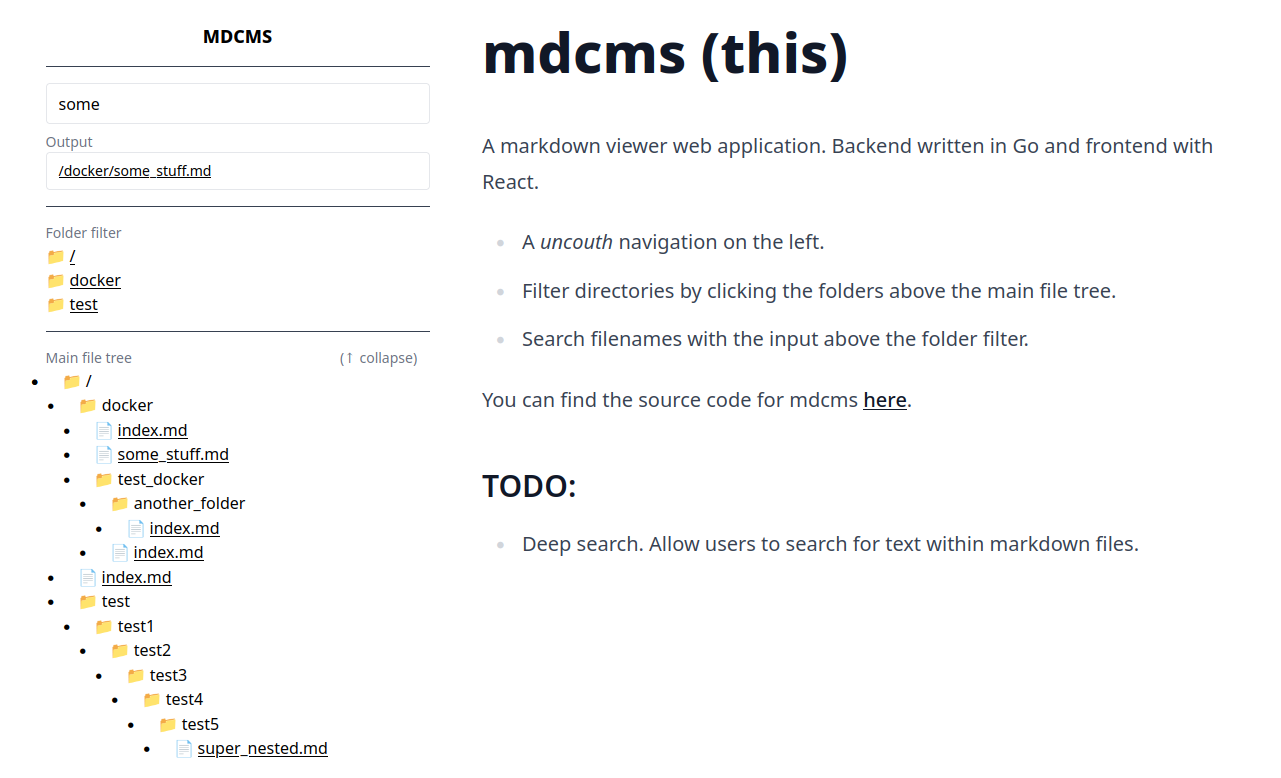 MDCMS
some
Output
/docker/some_stuff.md
Folder filter
/
docker
test
Main file tree (↑ collapse)
/
docker
index.md
some_stuff.md
test_docker
another_folder
index.md
index.md
index.md
test
test1
test2
test3
test4
test5
super_nested.md
mdcms (this)
A markdown viewer web application. Backend written in Go and frontend with
React.
A uncouth navigation on the left.
Filter directories by clicking the folders above the main file tree.
Search filenames with the input above the folder filter.
You can find the source code for mdcms here.
TODO:
Deep search. Allow users to search for text within markdown files.